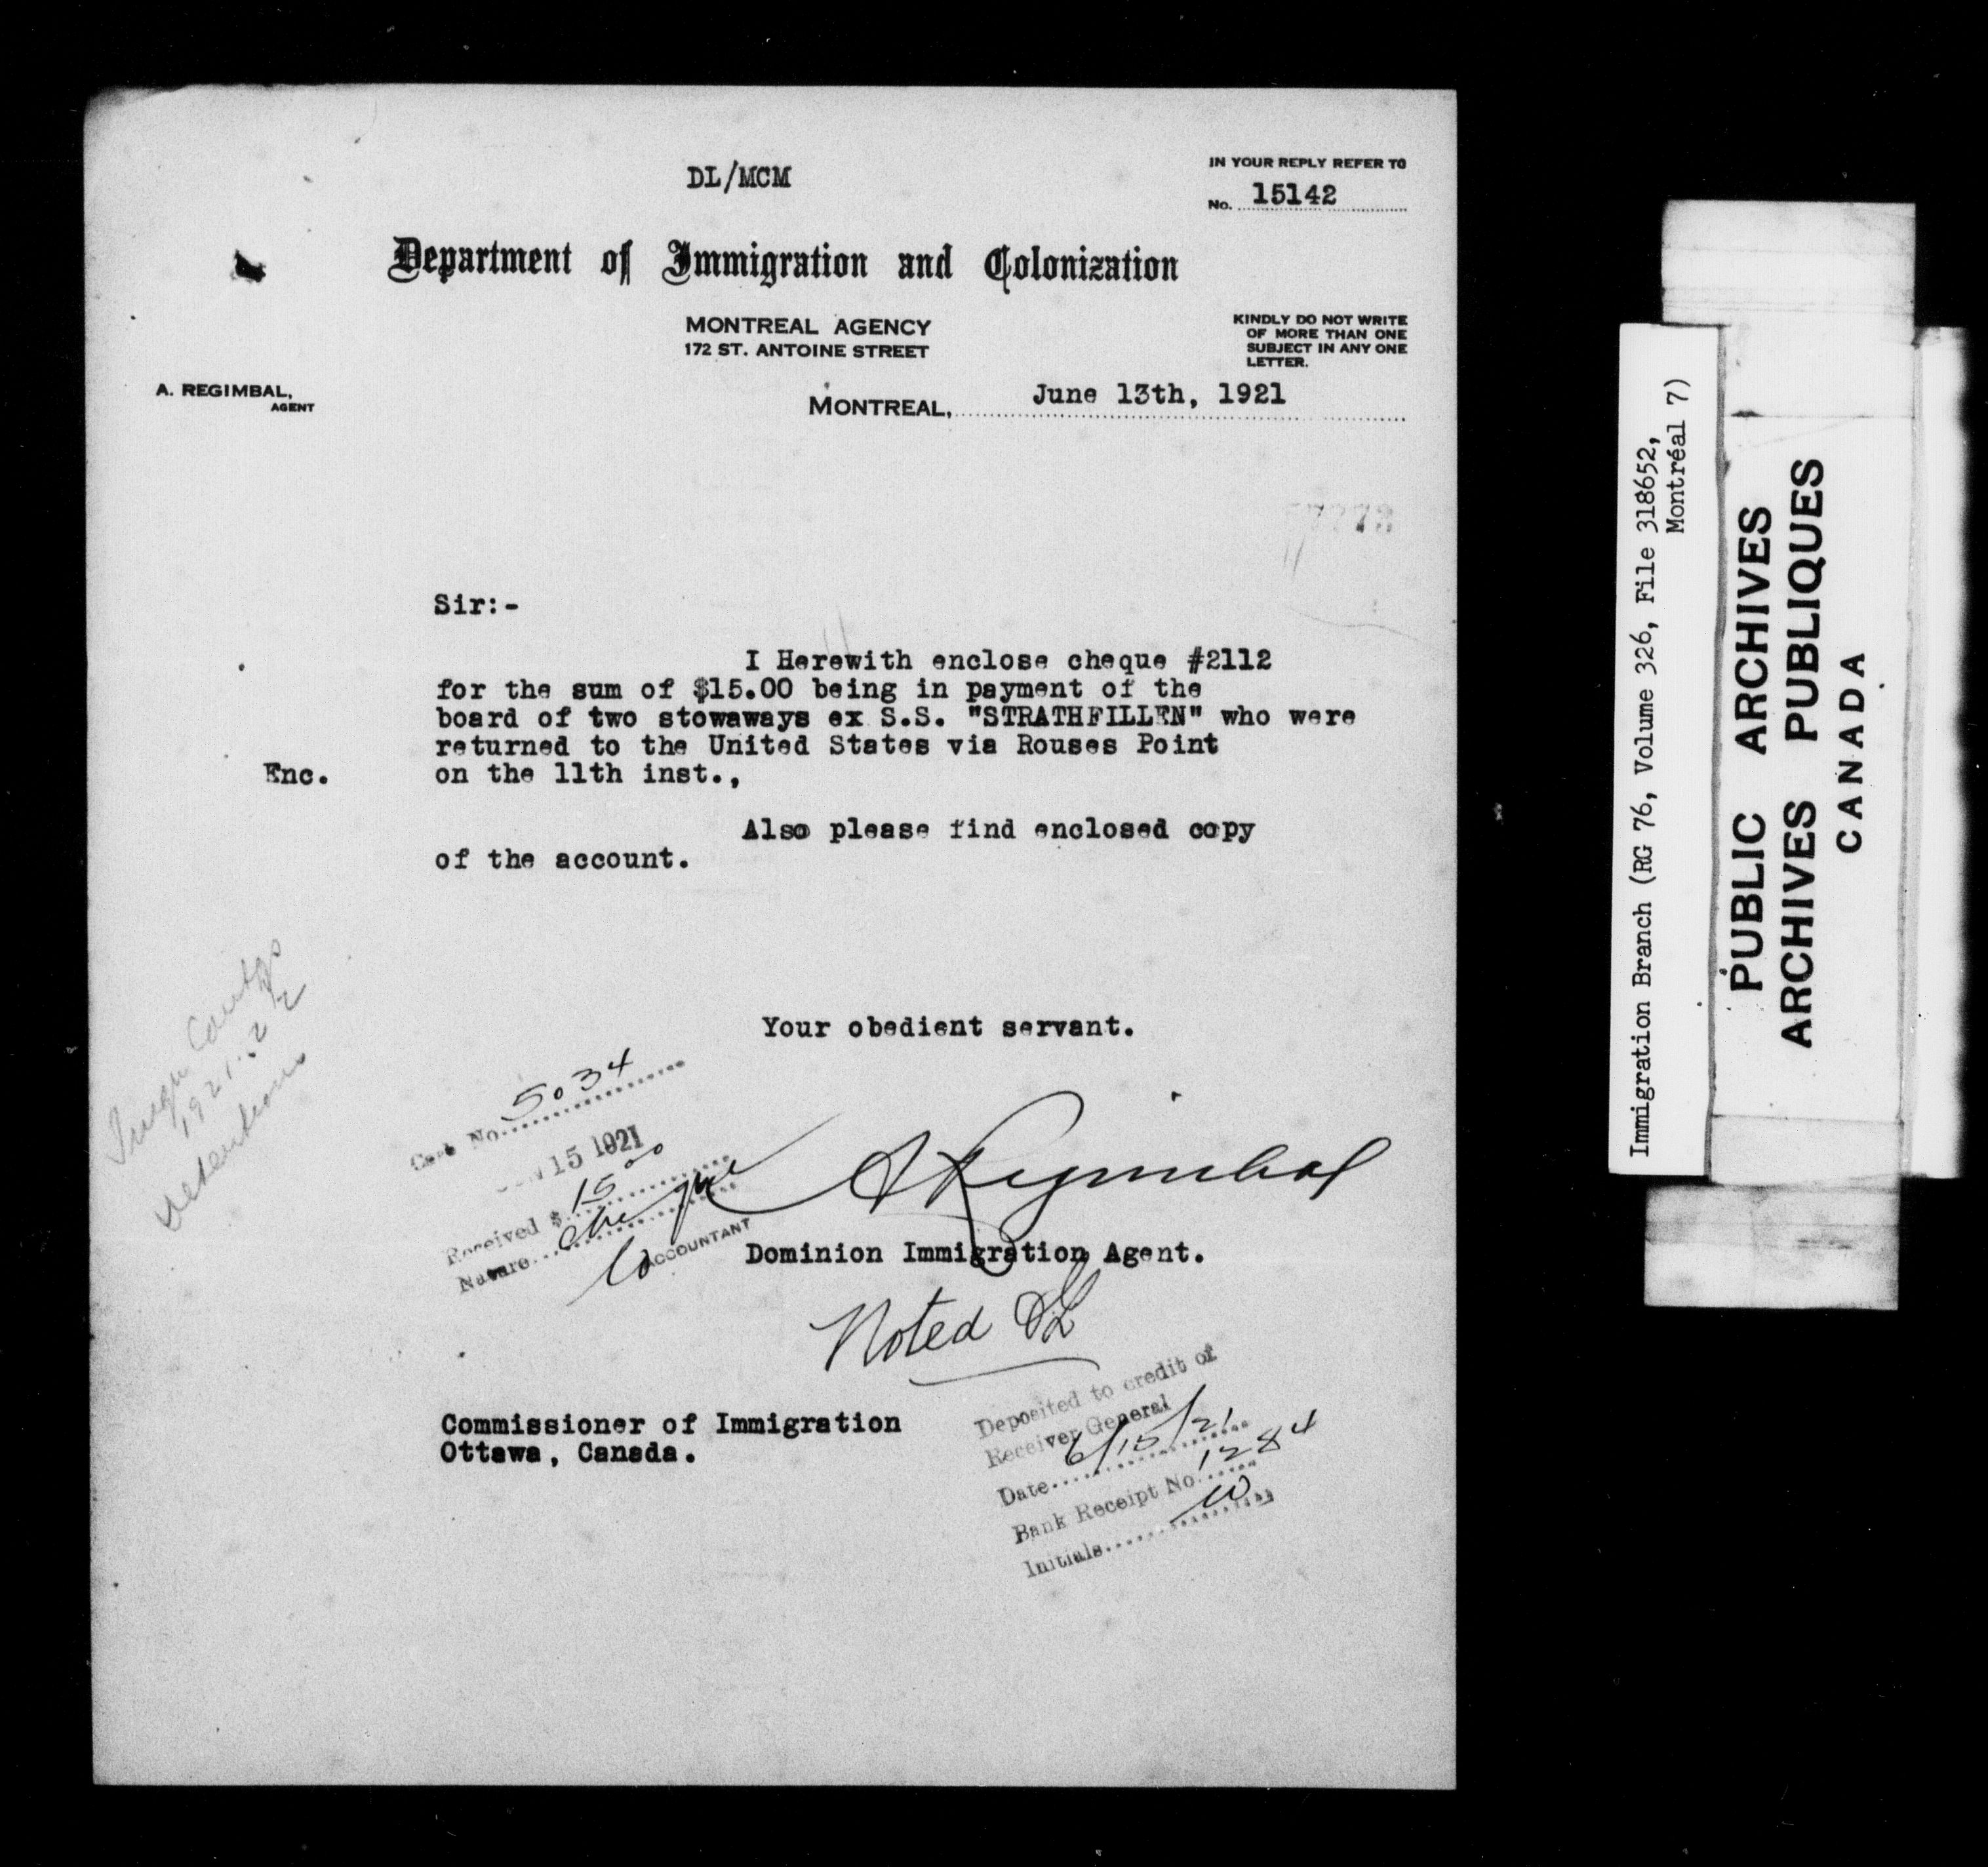 DL/MCM
IN YOUR REPLY REFER TO
No. 15142
Department of Immigration and Colonization
MONTREAL AGENCY
172 ST. ANTOINE STREET
KINDLY DO NOT WRITE
OF MORE THAN ONE
SUBJECT IN ANY ONE
LETTER.
A. REGIMBAL,
AGENT
MONTREAL, June 13th, 1921
Sir:-
I Herewith enclose cheque #2112
for the sum of $15.00 being in payment of the
board of two stowaways ex S.S. "STRATHFILLEN" who were
returned to the United States via Rouses Point
Enc. on the 11th inst.,
Also please find enclosed copy
of the account.
Your obedient servant.
No. 5034
15 1921
Received $ 15.00
Nature cheque
ACCOUNTANT
A Regimbal
Dominion Immigration Agent.
Noted
Commissioner of Immigration
Ottawa, Canada.
Deposited to credit of
Receiver General
Date 6/15/21
Bank Receipt No. 1284
Initials
1921-22
detentions
Immigration Branch (RG 76, Volume 326, File 318652,
Montréal 7)
PUBLIC ARCHIVES
ARCHIVES PUBLIQUES
CANADA